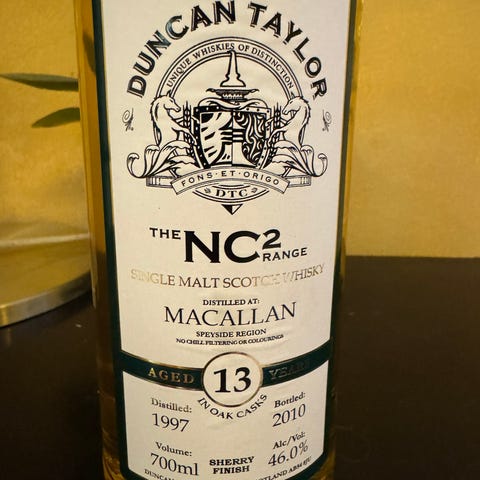 DUNCAN TAYLOR
UNIQUE WHISKIES OF DISTINCTION
FONS·ET·ORIGO
DTC
THE NC2 RANGE
SINGLE MALT SCOTCH WHISKY
DISTILLED AT:
MACALLAN
SPEYSIDE REGION
NO CHILL FILTERING OR COLOURINGS
AGED 13 YEARS
IN OAK CASKS
Distilled:
1997
Bottled:
2010
Volume:
700ml
SHERRY
FINISH
Alc/Vol:
46.0%
DUNCAN